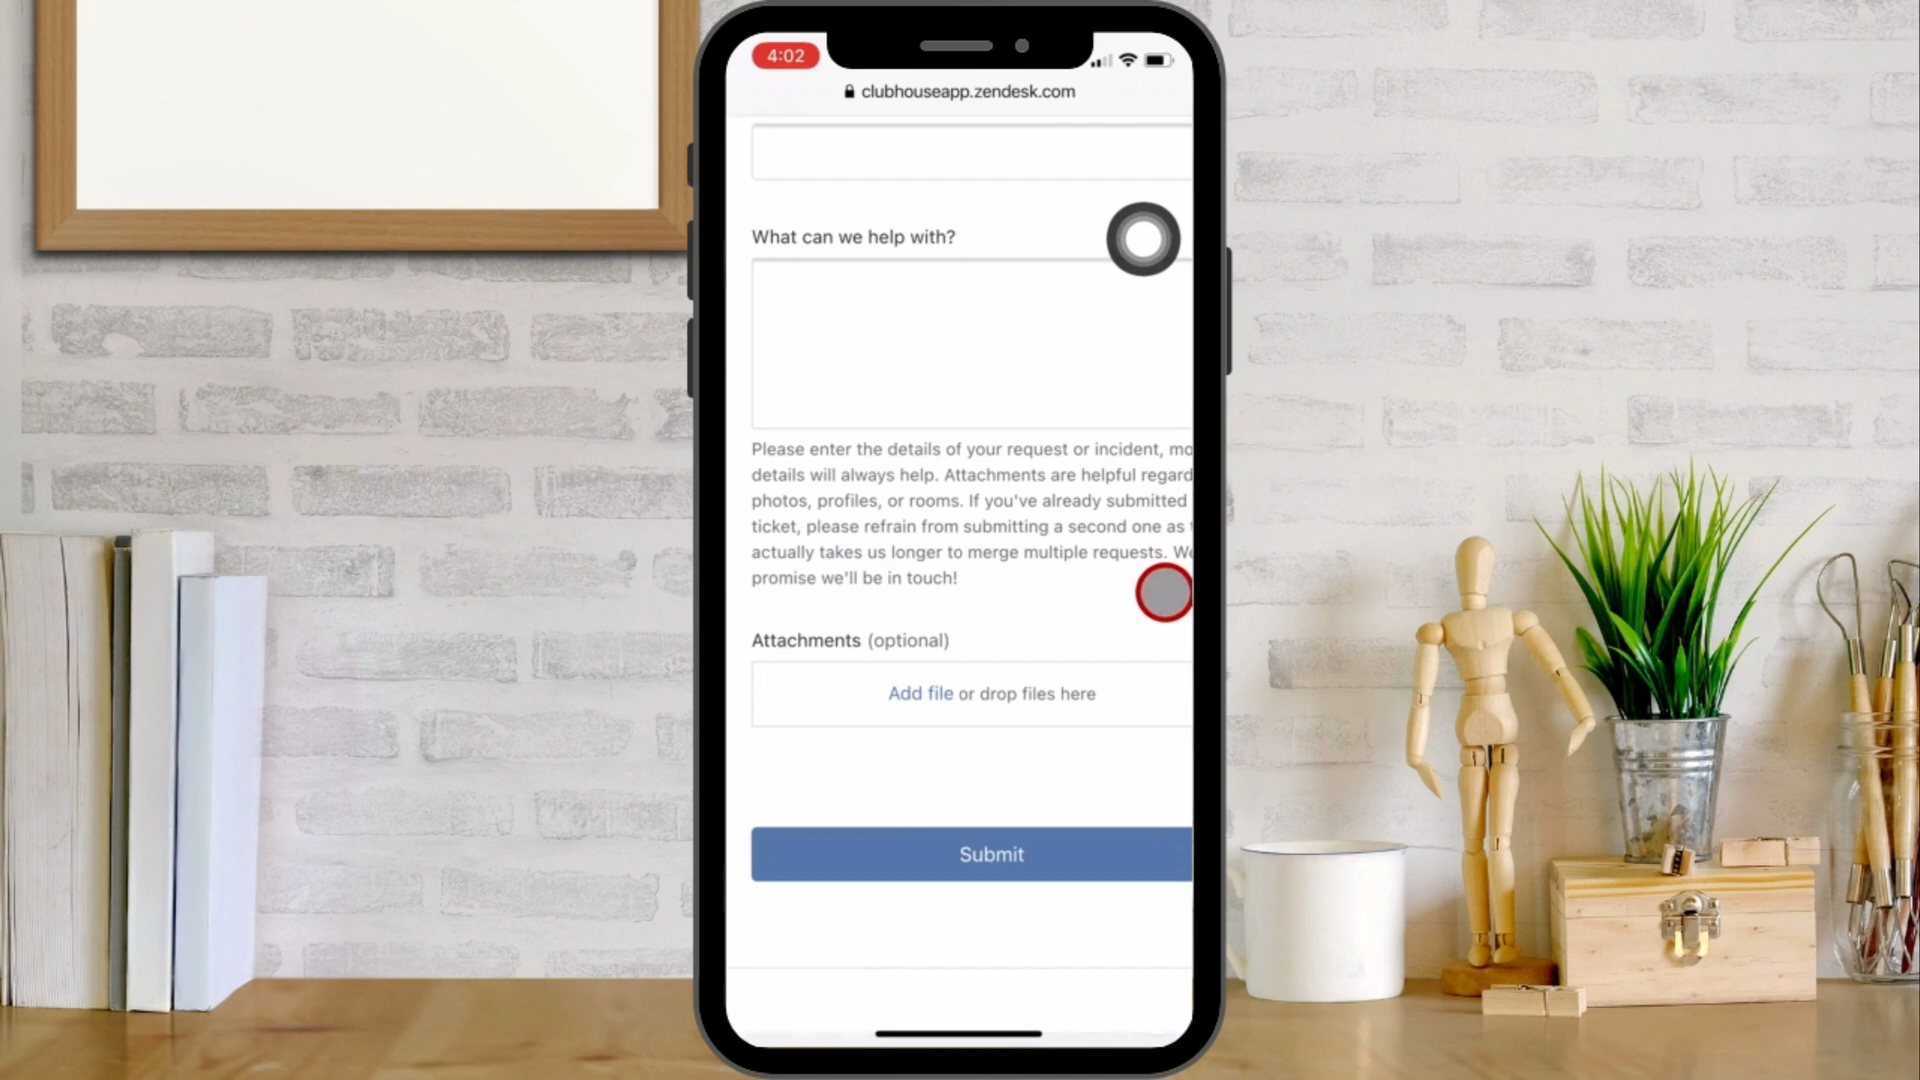 4:02
clubhouseapp.zendesk.com
What can we help with?
Please enter the details of your request or incident, mo
details will always help. Attachments are helpful regard
photos, profiles, or rooms. If you've already submitted
ticket, please refrain from submitting a second one as
actually takes us longer to merge multiple requests. We
promise we'll be in touch!
Attachments (optional)
Add file or drop files here
Submit